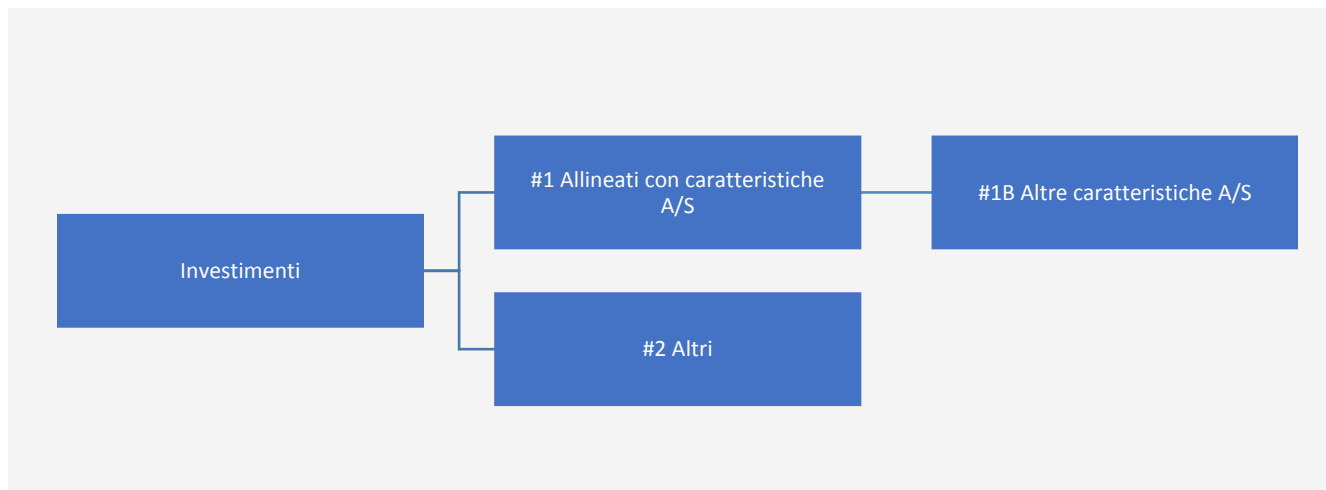 Investimenti
#1 Allineati con caratteristiche
A/S
#1B Altre caratteristiche A/S
#2 Altri